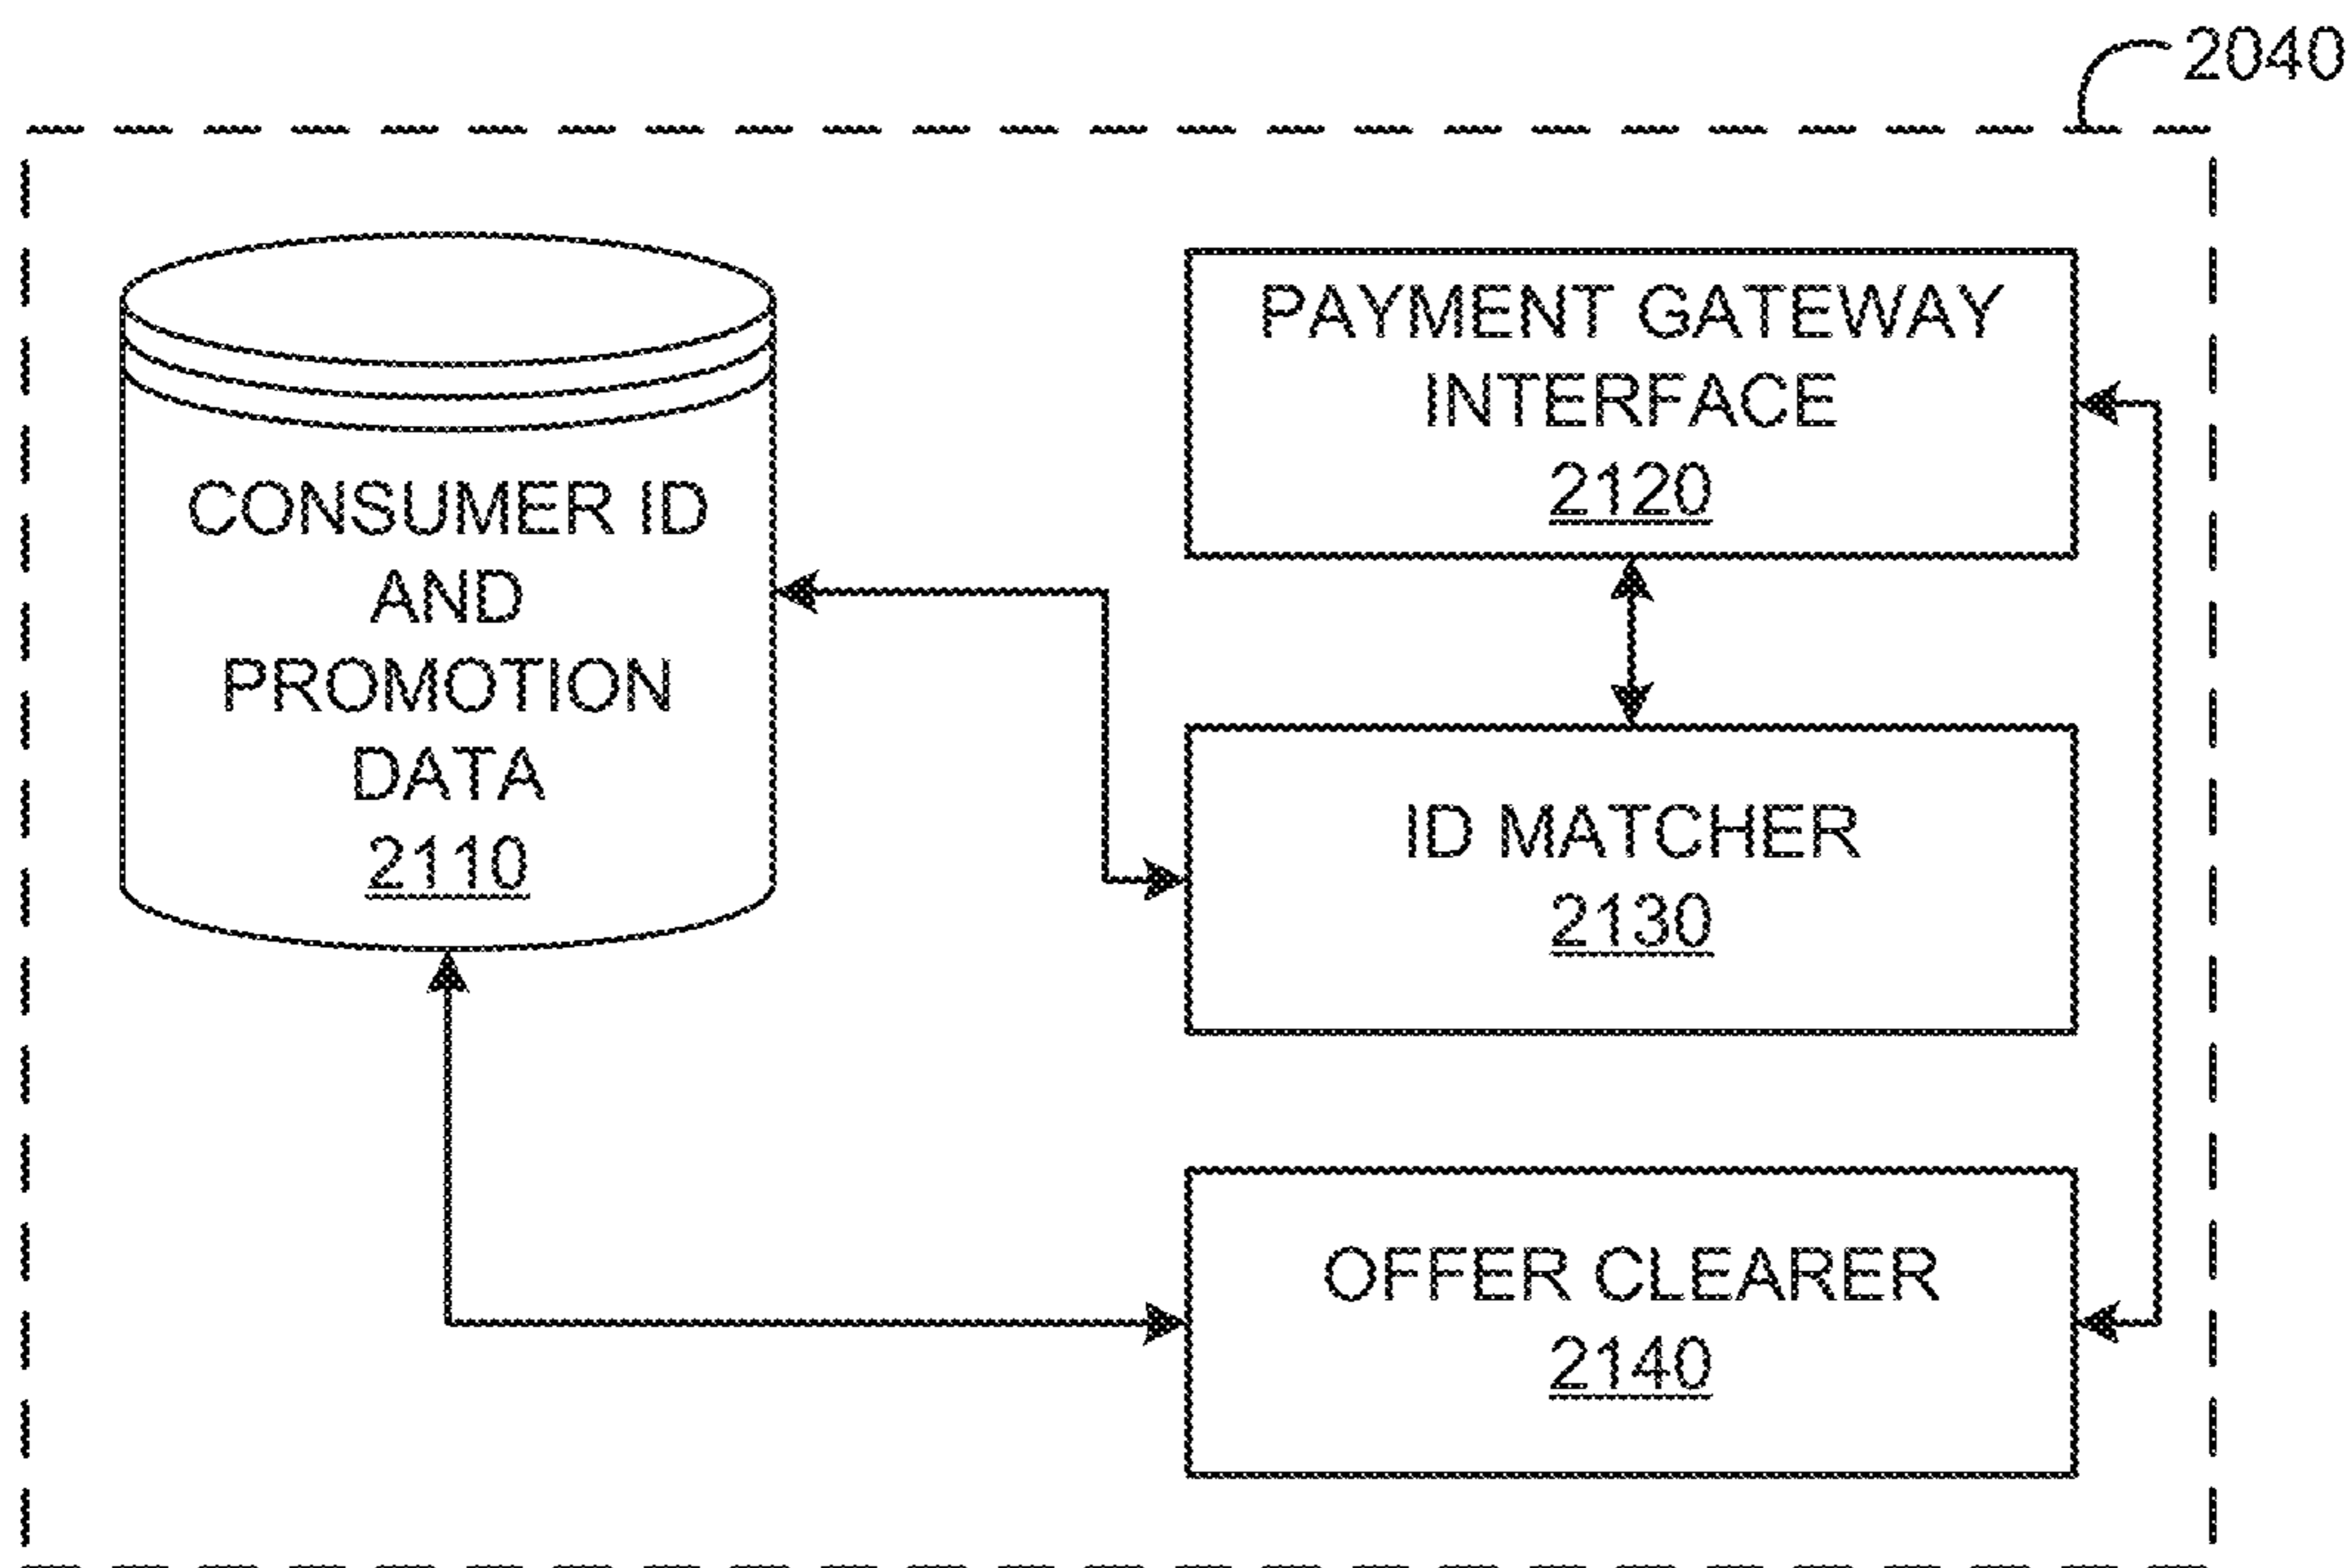 2040
CONSUMER ID
AND
PROMOTION
DATA
2110
PAYMENT GATEWAY
INTERFACE
2120
ID MATCHER
2130
OFFER CLEARER
2140